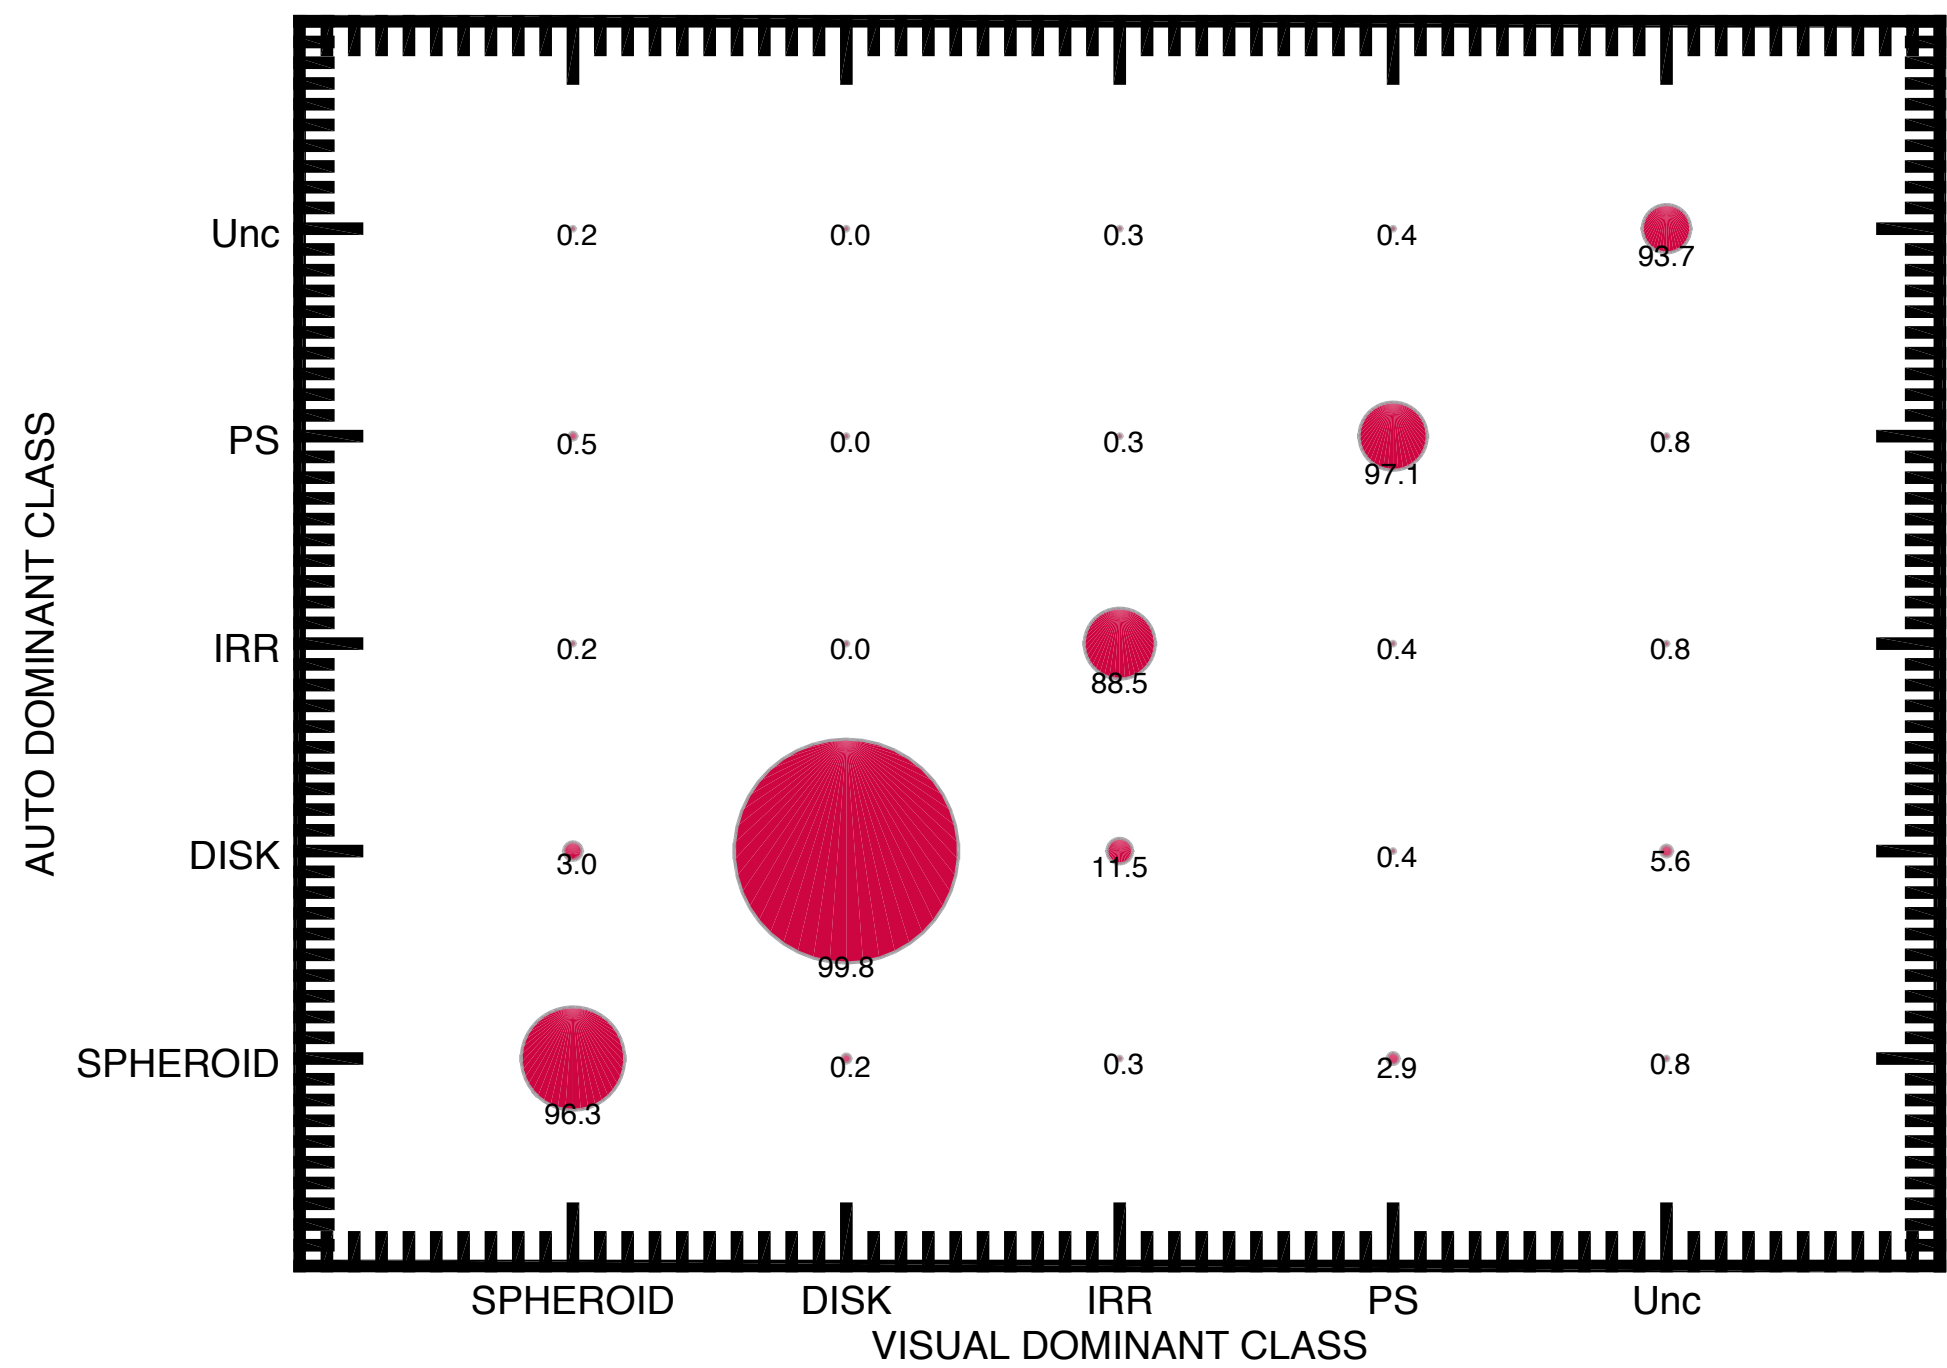 Unc 0.2 0.0 0.3 0.4 93.7
PS 0.5 0.0 0.3 97.1 0.8
IRR 0.2 0.0 88.5 0.4 0.8
DISK 3.0 99.8 11.5 0.4 5.6
SPHEROID 96.3 0.2 0.3 2.9 0.8
AUTO DOMINANT CLASS
SPHEROID DISK IRR PS Unc
VISUAL DOMINANT CLASS